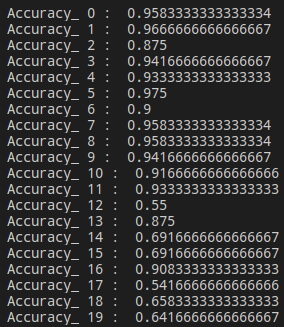 Accuracy_ 0 :  0.9583333333333334
Accuracy_ 1 :  0.9666666666666667
Accuracy_ 2 :  0.875
Accuracy_ 3 :  0.9416666666666667
Accuracy_ 4 :  0.9333333333333333
Accuracy_ 5 :  0.975
Accuracy_ 6 :  0.9
Accuracy_ 7 :  0.9583333333333334
Accuracy_ 8 :  0.9583333333333334
Accuracy_ 9 :  0.9416666666666667
Accuracy_ 10 :  0.9166666666666666
Accuracy_ 11 :  0.9333333333333333
Accuracy_ 12 :  0.55
Accuracy_ 13 :  0.875
Accuracy_ 14 :  0.6916666666666667
Accuracy_ 15 :  0.6916666666666667
Accuracy_ 16 :  0.9083333333333333
Accuracy_ 17 :  0.5416666666666666
Accuracy_ 18 :  0.6583333333333333
Accuracy_ 19 :  0.6416666666666667